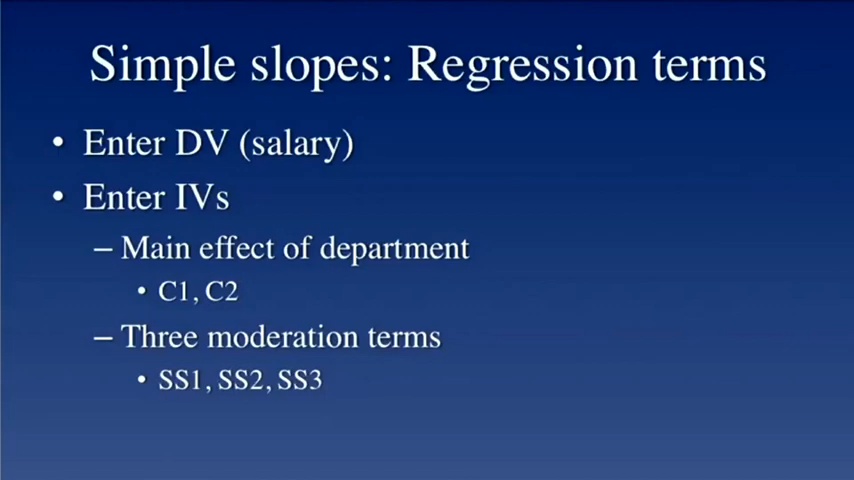 Simple slopes: Regression terms
• Enter DV (salary)
• Enter IVs
– Main effect of department
• C1, C2
– Three moderation terms
• SS1, SS2, SS3